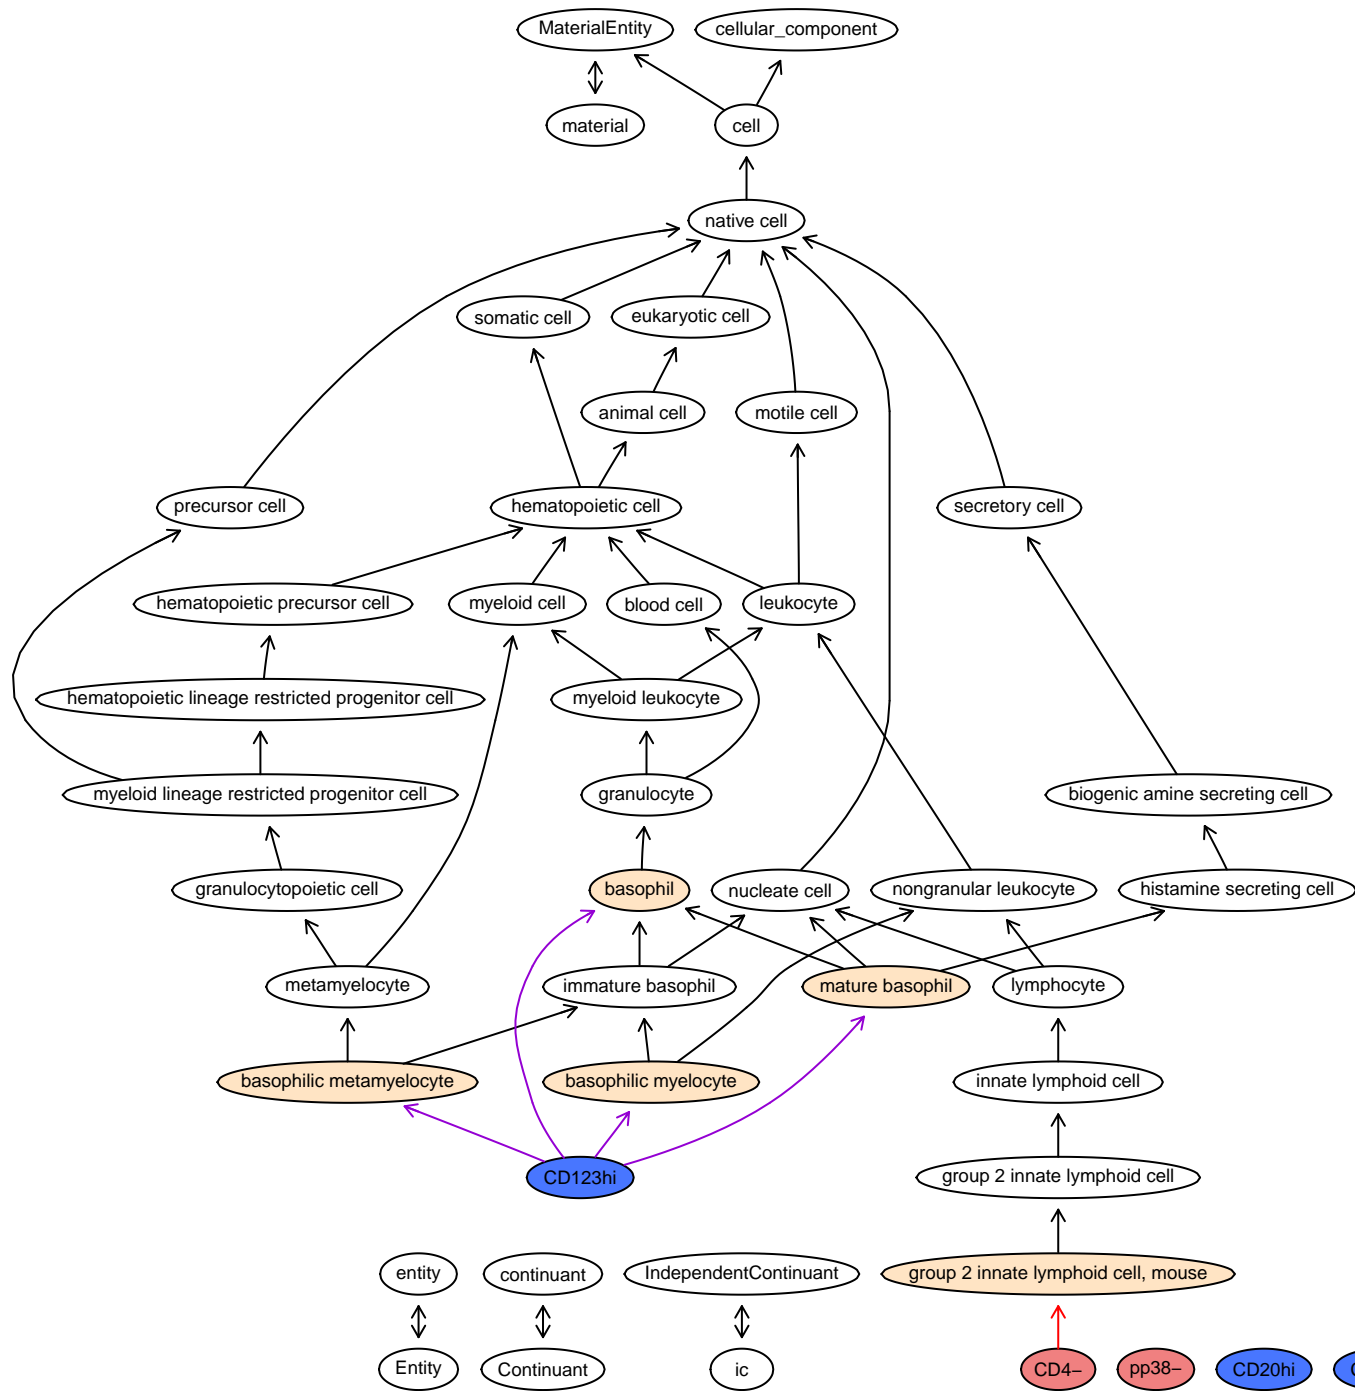 MaterialEntity cellular_component
material cell
native cell
somatic cell eukaryotic cell
animal cell motile cell
precursor cell hematopoietic cell secretory cell
hematopoietic precursor cell myeloid cell blood cell leukocyte
hematopoietic lineage restricted progenitor cell myeloid leukocyte
myeloid lineage restricted progenitor cell granulocyte biogenic amine secreting cell
granulocytopoietic cell basophil nucleate cell nongranular leukocyte histamine secreting cell
metamyelocyte immature basophil mature basophil lymphocyte
basophilic metamyelocyte basophilic myelocyte innate lymphoid cell
CD123hi group 2 innate lymphoid cell
entity continuant IndependentContinuant group 2 innate lymphoid cell, mouse
Entity Continuant ic CD4− pp38− CD20hi